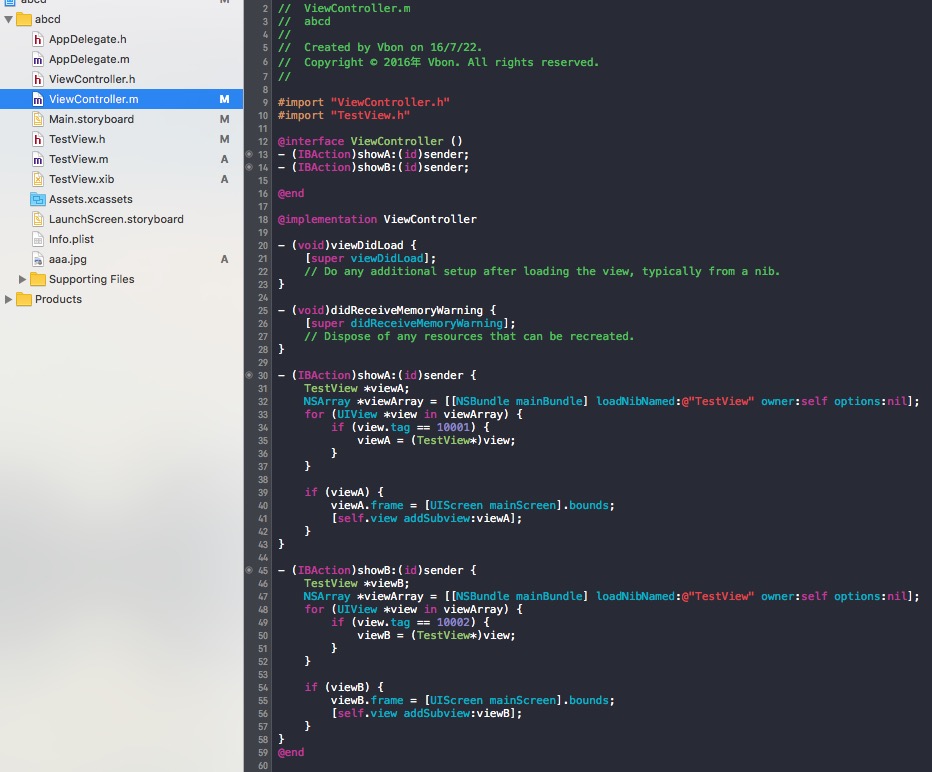 abcd M
abcd
AppDelegate.h
AppDelegate.m
ViewController.h
ViewController.m M
Main.storyboard M
TestView.h M
TestView.m A
TestView.xib A
Assets.xcassets
LaunchScreen.storyboard
Info.plist
aaa.jpg A
Supporting Files
Products
2 //  ViewController.m
3 //  abcd
4 //
5 //  Created by Vbon on 16/7/22.
6 //  Copyright © 2016年 Vbon. All rights reserved.
7 //
8
9 #import "ViewController.h"
10 #import "TestView.h"
11
12 @interface ViewController ()
13 - (IBAction)showA:(id)sender;
14 - (IBAction)showB:(id)sender;
15
16 @end
17
18 @implementation ViewController
19
20 - (void)viewDidLoad {
21     [super viewDidLoad];
22     // Do any additional setup after loading the view, typically from a nib.
23 }
24
25 - (void)didReceiveMemoryWarning {
26     [super didReceiveMemoryWarning];
27     // Dispose of any resources that can be recreated.
28 }
29
30 - (IBAction)showA:(id)sender {
31     TestView *viewA;
32     NSArray *viewArray = [[NSBundle mainBundle] loadNibNamed:@"TestView" owner:self options:nil];
33     for (UIView *view in viewArray) {
34         if (view.tag == 10001) {
35             viewA = (TestView*)view;
36         }
37     }
38
39     if (viewA) {
40         viewA.frame = [UIScreen mainScreen].bounds;
41         [self.view addSubview:viewA];
42     }
43 }
44
45 - (IBAction)showB:(id)sender {
46     TestView *viewB;
47     NSArray *viewArray = [[NSBundle mainBundle] loadNibNamed:@"TestView" owner:self options:nil];
48     for (UIView *view in viewArray) {
49         if (view.tag == 10002) {
50             viewB = (TestView*)view;
51         }
52     }
53
54     if (viewB) {
55         viewB.frame = [UIScreen mainScreen].bounds;
56         [self.view addSubview:viewB];
57     }
58 }
59 @end
60